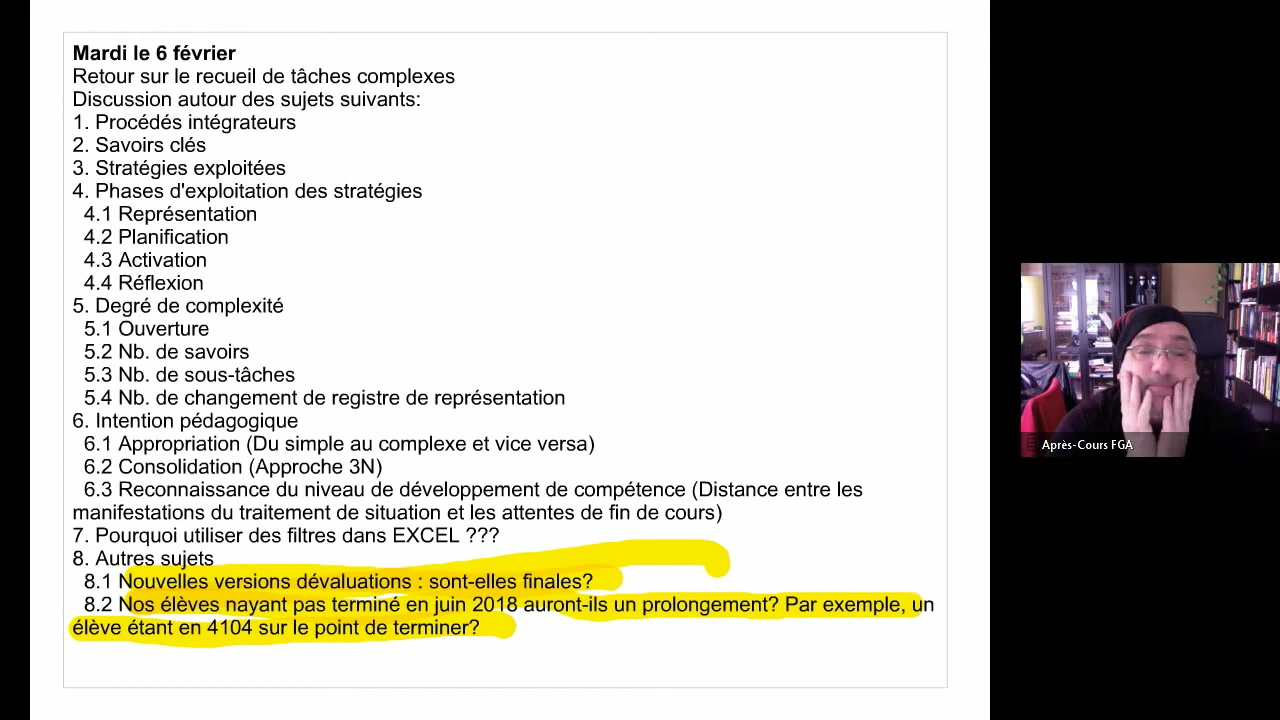 Mardi le 6 février
Retour sur le recueil de tâches complexes
Discussion autour des sujets suivants:
1. Procédés intégrateurs
2. Savoirs clés
3. Stratégies exploitées
4. Phases d'exploitation des stratégies
4.1 Représentation
4.2 Planification
4.3 Activation
4.4 Réflexion
5. Degré de complexité
5.1 Ouverture
5.2 Nb. de savoirs
5.3 Nb. de sous-tâches
5.4 Nb. de changement de registre de représentation
6. Intention pédagogique
6.1 Appropriation (Du simple au complexe et vice versa)
6.2 Consolidation (Approche 3N)
6.3 Reconnaissance du niveau de développement de compétence (Distance entre les
manifestations du traitement de situation et les attentes de fin de cours)
7. Pourquoi utiliser des filtres dans EXCEL ???
8. Autres sujets
8.1 Nouvelles versions dévaluations : sont-elles finales?
8.2 Nos élèves nayant pas terminé en juin 2018 auront-ils un prolongement? Par exemple, un
élève étant en 4104 sur le point de terminer?
Après-Cours FGA